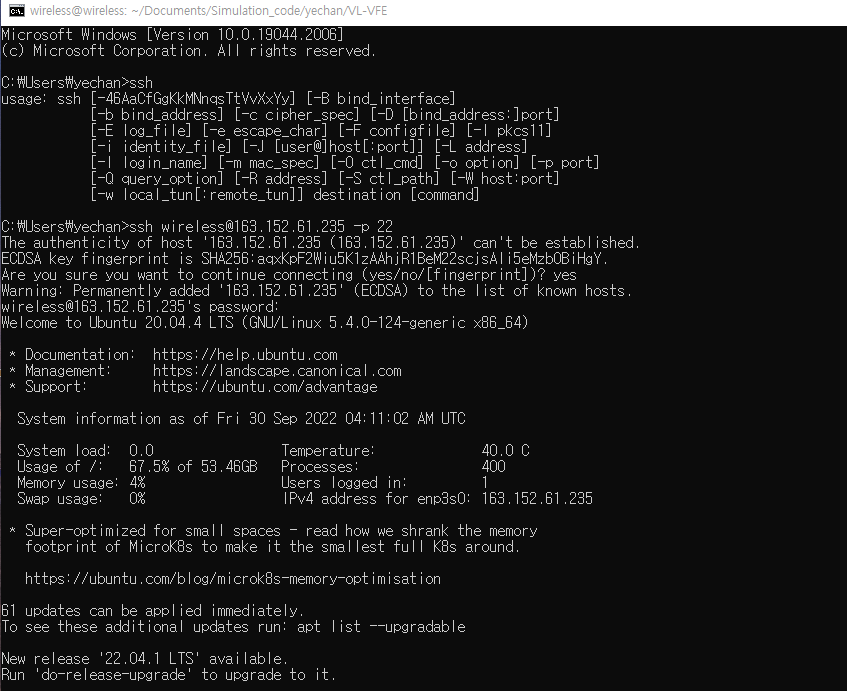 wireless@wireless: ~/Documents/Simulation_code/yechan/VL-VFE
Microsoft Windows [Version 10.0.19044.2006]
(c) Microsoft Corporation. All rights reserved.
C:₩Users₩yechan>ssh
usage: ssh [-46AaCfGgKkMNnqsTtVvXxYy] [-B bind_interface]
           [-b bind_address] [-c cipher_spec] [-D [bind_address:]port]
           [-E log_file] [-e escape_char] [-F configfile] [-I pkcs11]
           [-i identity_file] [-J [user@]host[:port]] [-L address]
           [-l login_name] [-m mac_spec] [-O ctl_cmd] [-o option] [-p port]
           [-Q query_option] [-R address] [-S ctl_path] [-W host:port]
           [-w local_tun[:remote_tun]] destination [command]
C:₩Users₩yechan>ssh wireless@163.152.61.235 -p 22
The authenticity of host '163.152.61.235 (163.152.61.235)' can't be established.
ECDSA key fingerprint is SHA256:aqxKpF2Wiu5K1zAAhjR1BeM22scjsAli5eMzbOBiHgY.
Are you sure you want to continue connecting (yes/no/[fingerprint])? yes
Warning: Permanently added '163.152.61.235' (ECDSA) to the list of known hosts.
wireless@163.152.61.235's password:
Welcome to Ubuntu 20.04.4 LTS (GNU/Linux 5.4.0-124-generic x86_64)
 * Documentation:  https://help.ubuntu.com
 * Management:     https://landscape.canonical.com
 * Support:        https://ubuntu.com/advantage
  System information as of Fri 30 Sep 2022 04:11:02 AM UTC
  System load:  0.0                Temperature:             40.0 C
  Usage of /:   67.5% of 53.46GB   Processes:               400
  Memory usage: 4%                 Users logged in:         1
  Swap usage:   0%                 IPv4 address for enp3s0: 163.152.61.235
 * Super-optimized for small spaces - read how we shrank the memory
   footprint of MicroK8s to make it the smallest full K8s around.
   https://ubuntu.com/blog/microk8s-memory-optimisation
61 updates can be applied immediately.
To see these additional updates run: apt list --upgradable
New release '22.04.1 LTS' available.
Run 'do-release-upgrade' to upgrade to it.